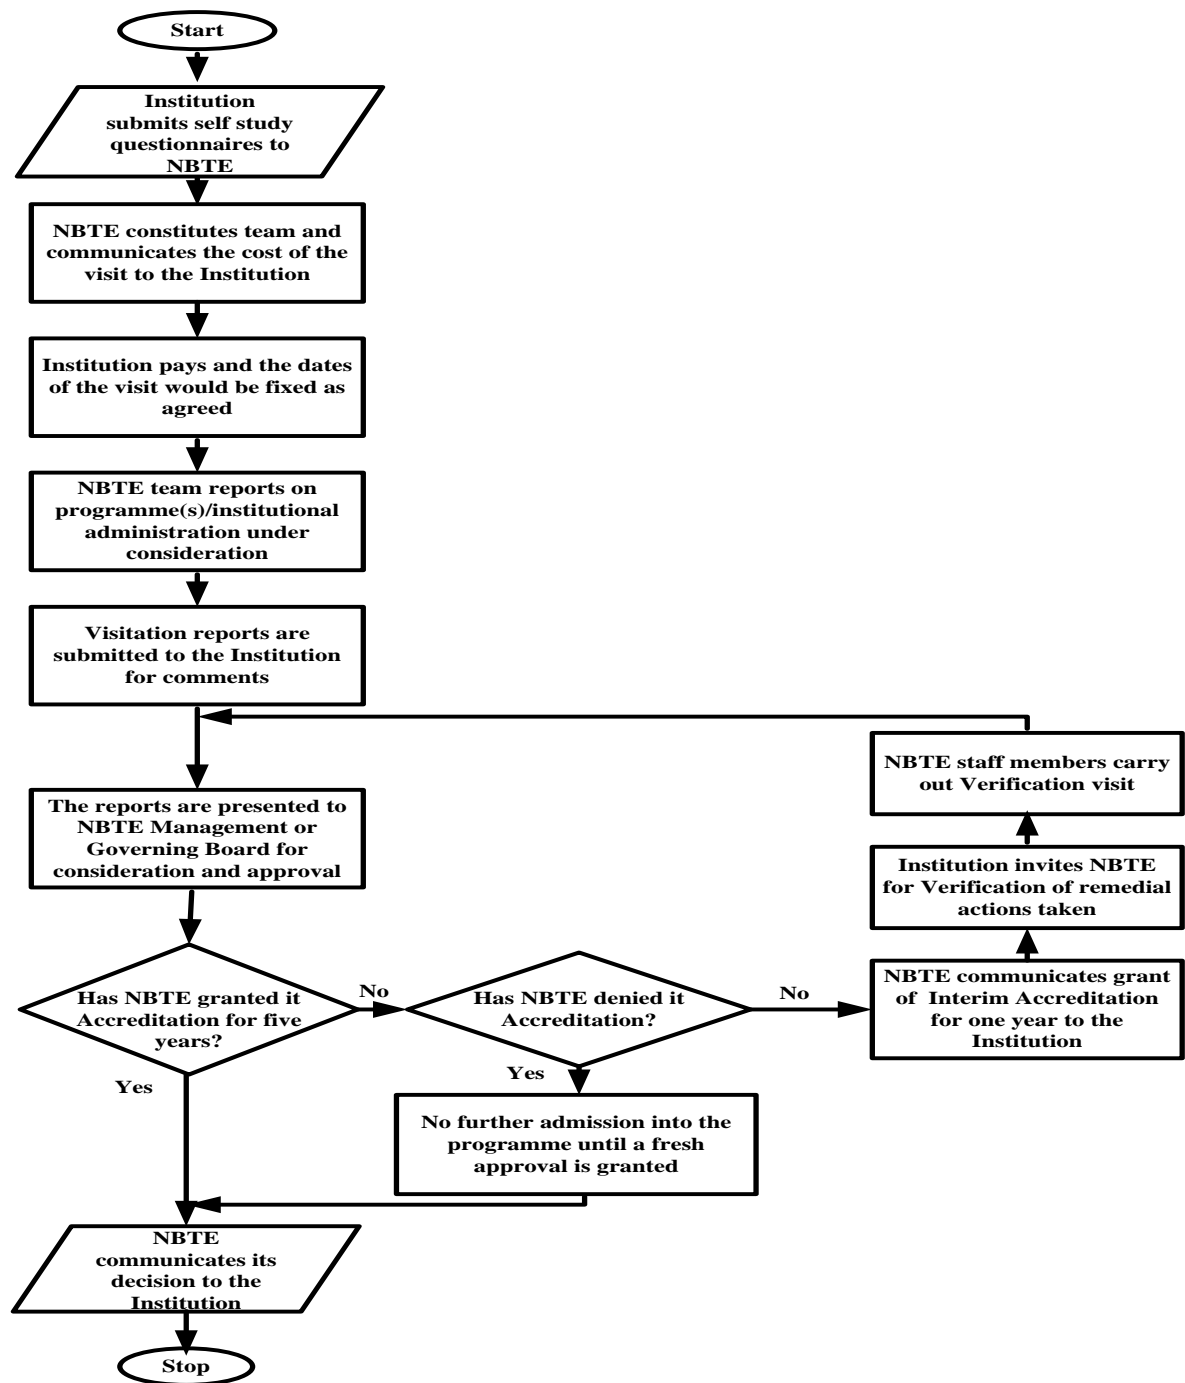 Start
Institution
submits self study
questionnaires to
NBTE
NBTE constitutes team and
communicates the cost of the
visit to the Institution
Institution pays and the dates
of the visit would be fixed as
agreed
NBTE team reports on
programme(s)/institutional
administration under
consideration
Visitation reports are
submitted to the Institution
for comments
The reports are presented to
NBTE Management or
Governing Board for
consideration and approval
Has NBTE granted it
Accreditation for five
years?
No
Yes
Has NBTE denied it
Accreditation?
No
Yes
NBTE communicates grant
of Interim Accreditation
for one year to the
Institution
Institution invites NBTE
for Verification of remedial
actions taken
NBTE staff members carry
out Verification visit
No further admission into the
programme until a fresh
approval is granted
NBTE
communicates its
decision to the
Institution
Stop